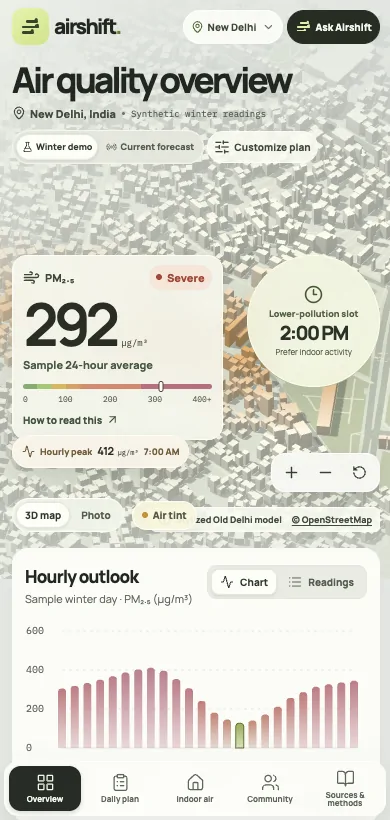 airshift.
New Delhi
Ask Airshift
Air quality overview
New Delhi, India • Synthetic winter readings
Winter demo
Current forecast
Customize plan
PM₂.₅
Severe
292 µg/m³
Sample 24-hour average
0 100 200 300 400+
How to read this
Hourly peak 412 µg/m³ 7:00 AM
Lower-pollution slot
2:00 PM
Prefer indoor activity
3D map
Photo
Air tint
zed Old Delhi model © OpenStreetMap
Hourly outlook
Sample winter day · PM₂.₅ (µg/m³)
Chart
Readings
600
400
200
0
Overview
Daily plan
Indoor air
Community
Sources &
methods